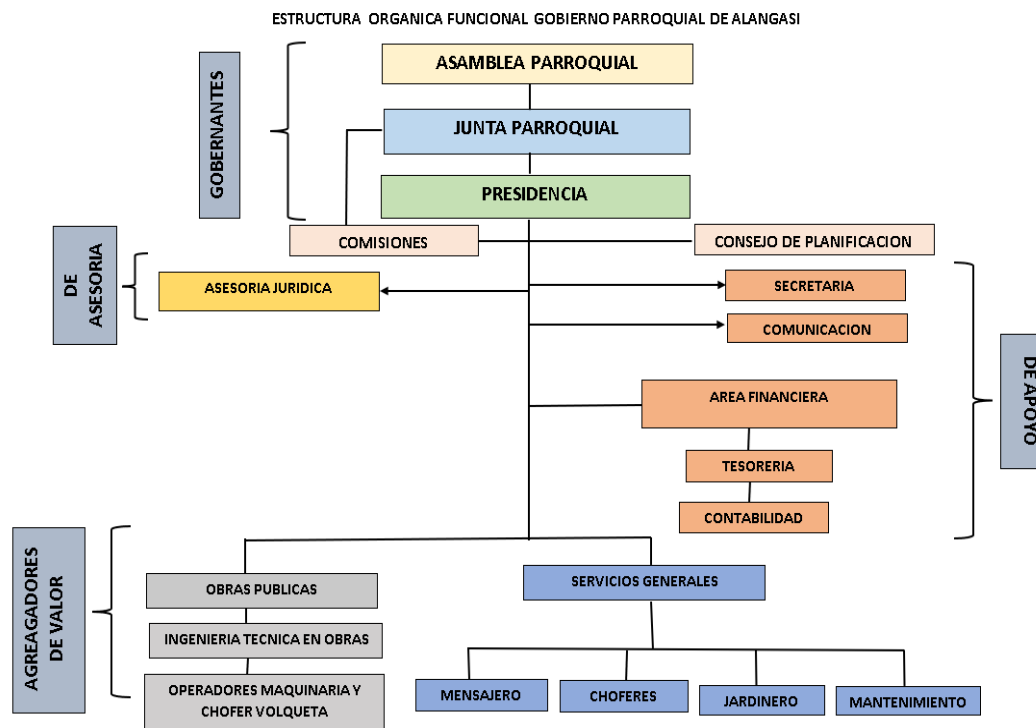 ESTRUCTURA ORGANICA FUNCIONAL GOBIERNO PARROQUIAL DE ALANGASI
GOBERNANTES
ASAMBLEA PARROQUIAL
JUNTA PARROQUIAL
PRESIDENCIA
COMISIONES
CONSEJO DE PLANIFICACION
DE
ASESORIA
ASESORIA JURIDICA
SECRETARIA
COMUNICACION
DE APOYO
AREA FINANCIERA
TESORERIA
CONTABILIDAD
AGREAGADORES
DE VALOR
OBRAS PUBLICAS
INGENIERIA TECNICA EN OBRAS
OPERADORES MAQUINARIA Y
CHOFER VOLQUETA
SERVICIOS GENERALES
MENSAJERO
CHOFERES
JARDINERO
MANTENIMIENTO